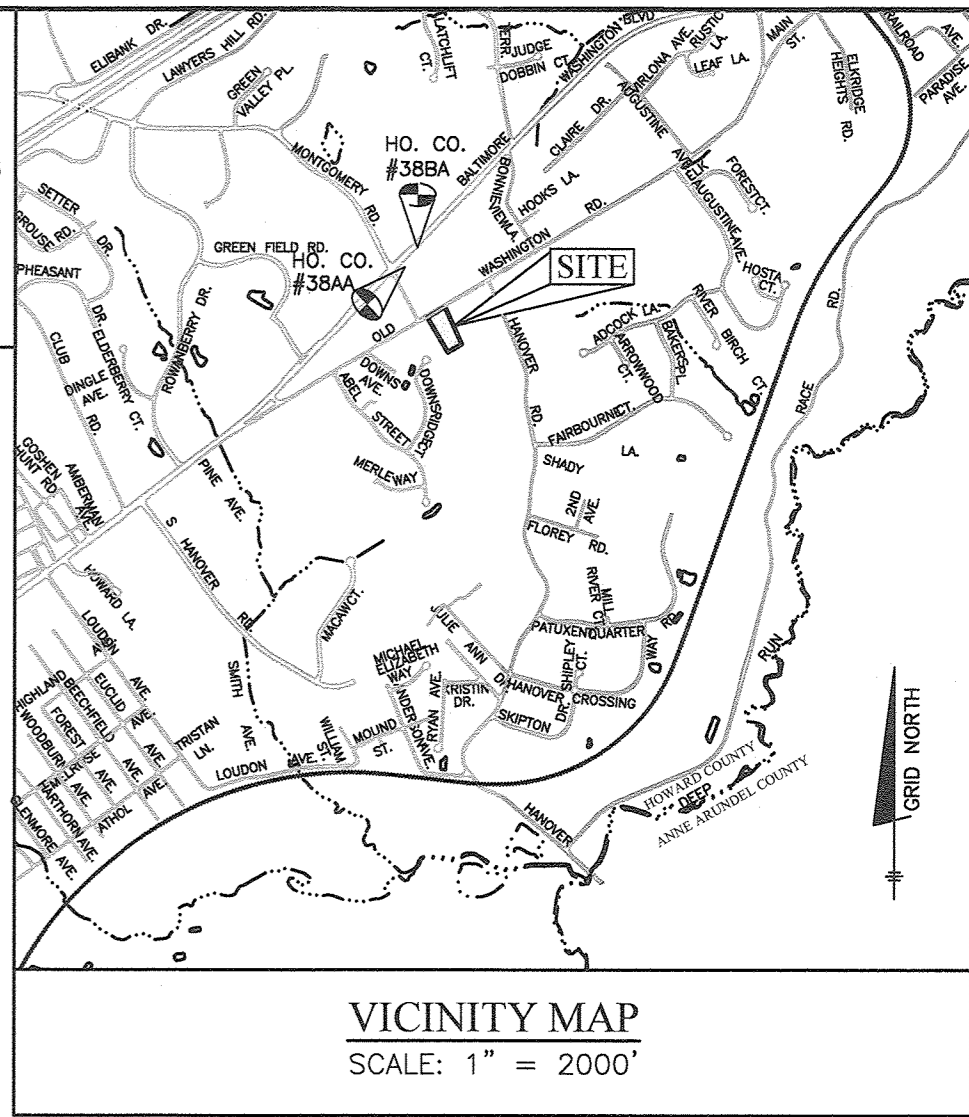 ELIBANK DR.
LAWYERS HILL RD.
GREEN
VALLEY PL.
LATCHLIFT
CT.
JUDGE
DOBBIN CT.
WASHINGTON BLVD
BALTIMORE
VIRLONA AVE.
RUSTIC
LA.
LEAF LA.
MAIN
ST.
ELKRIDGE
HEIGHTS RD.
RAILROAD
AVE
PARADISE
AVE.
CLAIRE DR.
AUGUSTINE
AVE.
ELK
FOREST CT.
AUGUSTINE AVE.
HOSTA
CT.
MONTGOMERY
RD.
HO. CO.
#38BA
BONNIE VIEW LA.
HOOKS LA.
OLD WASHINGTON RD.
SETTER
DR.
GROUSE RD.
PHEASANT
DR.
GREEN FIELD RD.
HO. CO.
#38AA
SITE
ROWANBERRY DR.
ELDERBERRY CT.
CLUB
RD.
DINGLE
AVE.
DOWNS
AVE.
DOWNSRIDGE CT.
ABEL
STREET
MERLE WAY
HANOVER
RD.
ADCOCK LA.
ARROWWOOD
CT.
BAKERS PL
RIVER
BIRCH
CT.
FAIRBOURNE CT.
SHADY
LA.
2ND
AVE.
FLOREY
RD.
RACE
RD.
GOSHEN
HUNT RD.
AMBERMAN
AVE.
PINE AVE.
S
HANOVER
RD.
MACAW CT.
HOWARD LA.
LOUDON
AVE.
HIGHLAND
AVE.
EUCLID
AVE.
BEECHFIELD
AVE.
FOREST
AVE.
WOODBURN
AVE.
MELROSE
HARTHORN AVE.
GLENMORE AVE.
ATHOL AVE.
TRISTAN
LN.
SMITH
AVE.
LOUDON AVE.
WILLIAM
ST.
MOUND
ST.
MICHAEL
ELIZABETH
WAY
ANDERSON AVE.
RYAN AVE.
KRISTIN
DR.
JULIE ANN
DR.
PATUXENT QUARTER
RD.
MILL
RIVER CT.
SHIPLEY
CT.
WAY
HANOVER CROSSING
SKIPTON
DR.
HANOVER
DEEP
RUN
HOWARD COUNTY
ANNE ARUNDEL COUNTY
GRID NORTH
VICINITY MAP
SCALE: 1" = 2000'